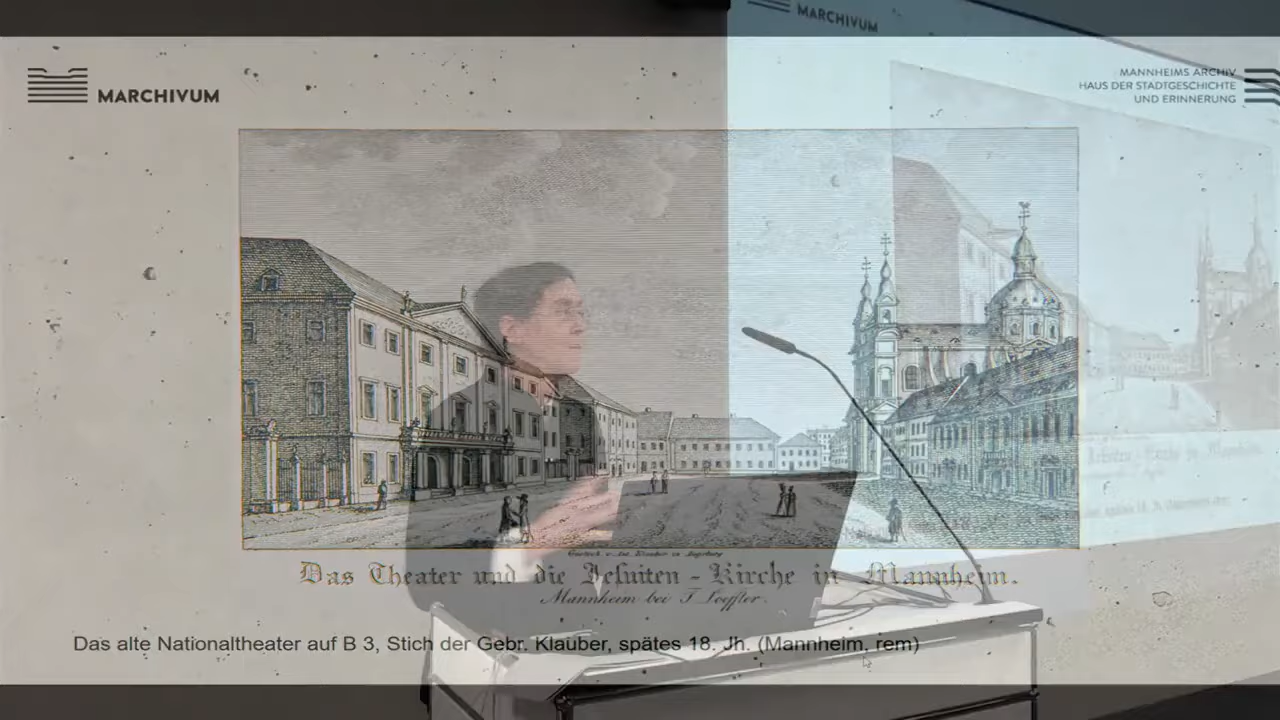 MARCHIVUM
MARCHIVUM
MANNHEIMS ARCHIV
HAUS DER STADTGESCHICHTE
UND ERINNERUNG
Das Theater und die Jesuiten - Kirche in Mannheim.
Mannheim bei T. Loeffler.
Das alte Nationaltheater auf B 3, Stich der Gebr. Klauber, spätes 18. Jh. (Mannheim, rem)